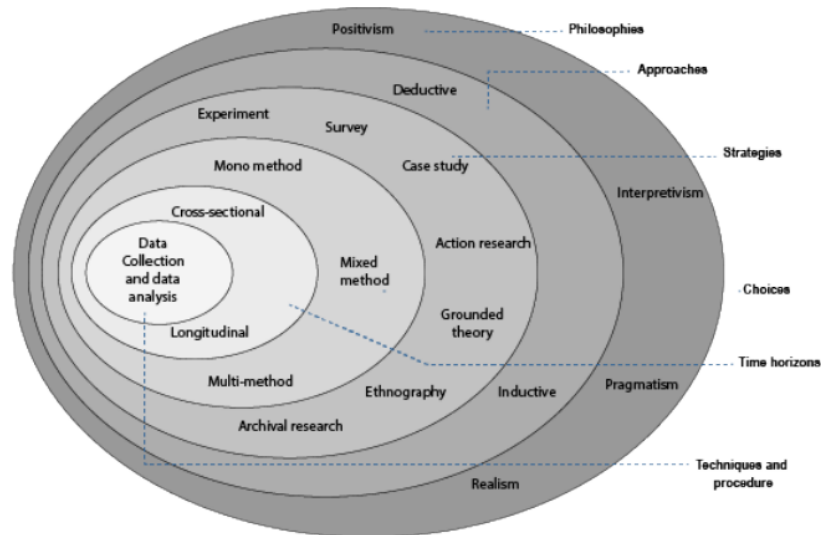 Positivism
Philosophies
Approaches
Deductive
Experiment
Survey
Strategies
Mono method
Case study
Interpretivism
Cross-sectional
Data
Collection
and data
analysis
Action research
Mixed
method
Choices
Grounded
theory
Longitudinal
Time horizons
Multi-method
Ethnography
Inductive
Pragmatism
Archival research
Techniques and
procedure
Realism